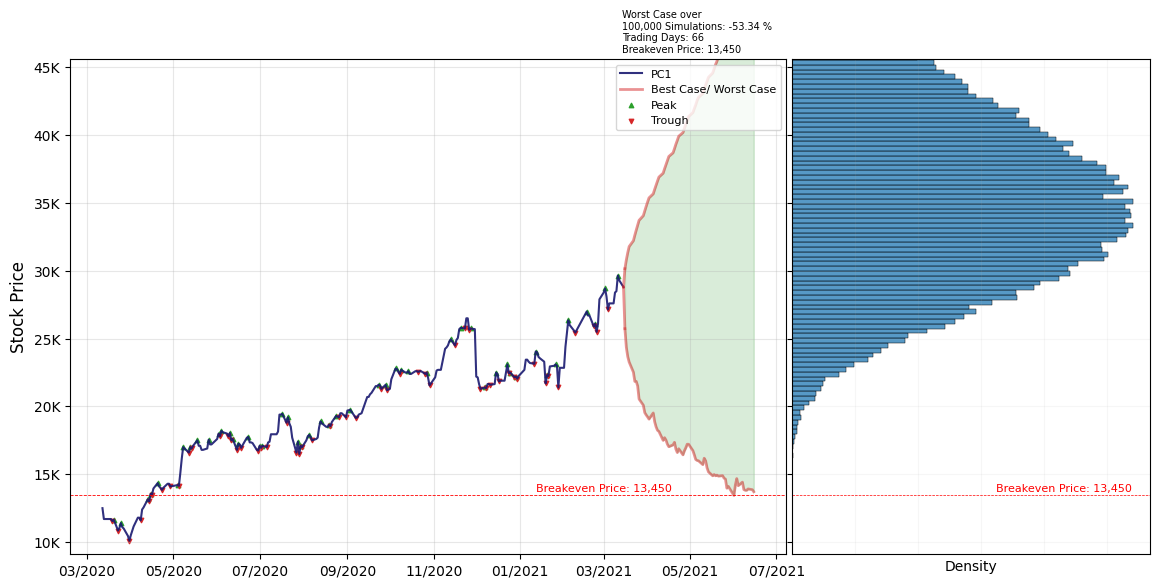 Worst Case over
100,000 Simulations: -53.34 %
Trading Days: 66
Breakeven Price: 13,450
PC1
Best Case/ Worst Case
Peak
Trough
Stock Price
45K
40K
35K
30K
25K
20K
15K
10K
Breakeven Price: 13,450
Breakeven Price: 13,450
03/2020 05/2020 07/2020 09/2020 11/2020 01/2021 03/2021 05/2021 07/2021
Density